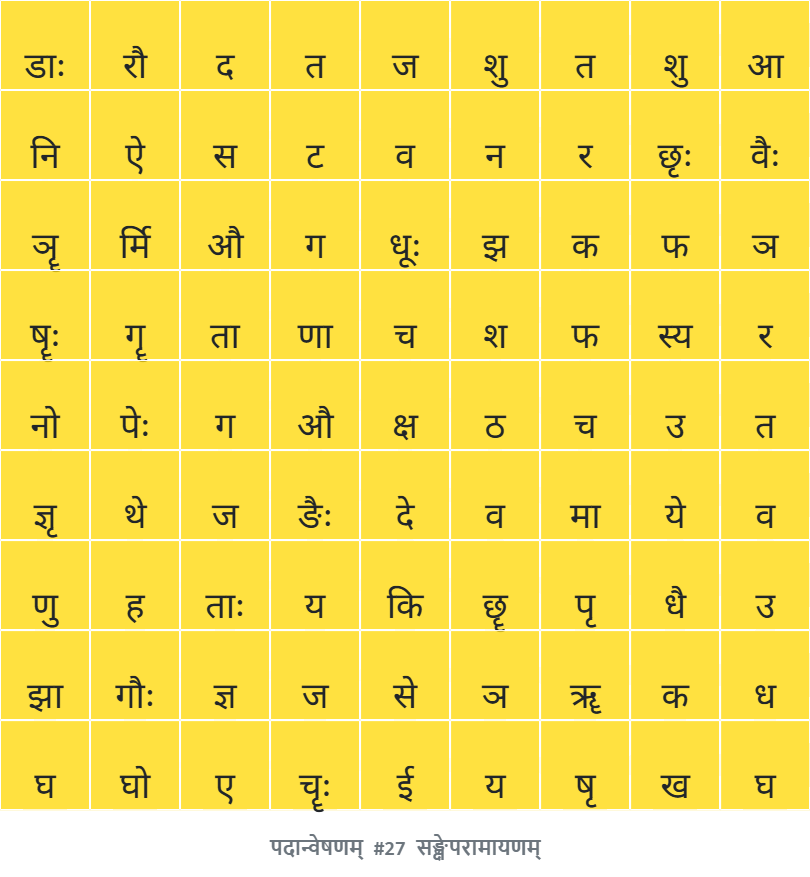 डाः रौ द त ज शु त शु आ
नि ऐ स ट व न र छृः वैः
ञॄ र्मि औ ग धूः झ क फ ञ
षॄः गॄ ता णा च श फ स्य र
नो पेः ग औ क्ष ठ च उ त
ज्ञृ थे ज ङैः दे व मा ये व
णु ह ताः य कि छॄ पृ धै उ
झा गौः ज्ञ ज से ञ ॠ क ध
घ घो ए चॄः ई य षृ ख घ
पदान्वेषणम् #27 सङ्क्षेपरामायणम्